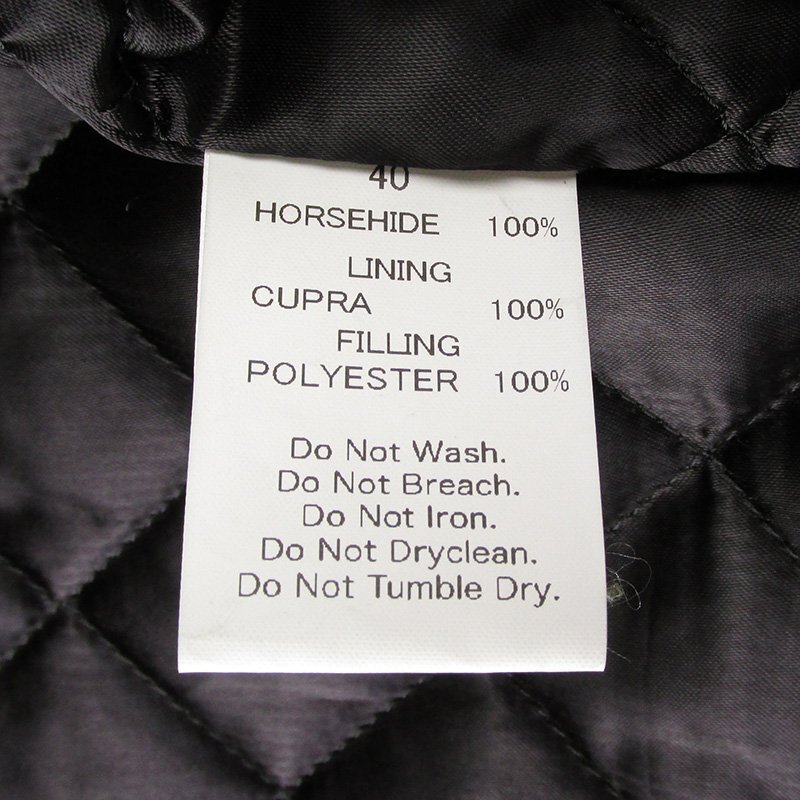 40
HORSEHIDE 100%
LINING
CUPRA 100%
FILLING
POLYESTER 100%
Do Not Wash.
Do Not Breach.
Do Not Iron.
Do Not Dryclean.
Do Not Tumble Dry.